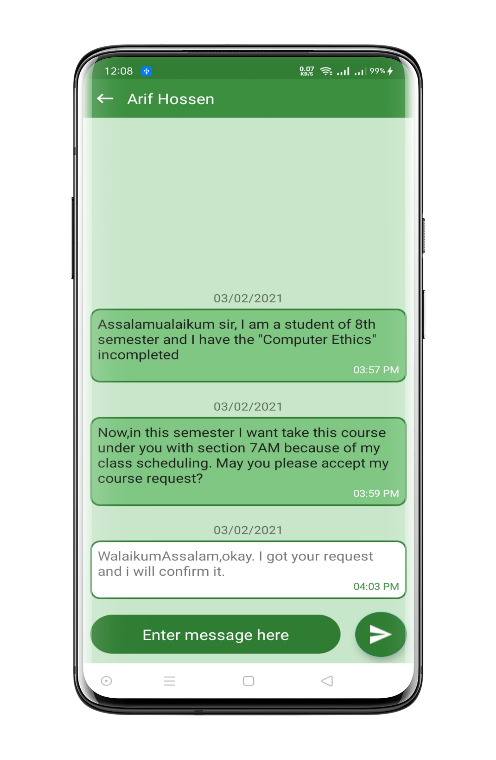 12:08
0.07 KB/S 99%
Arif Hossen
03/02/2021
Assalamualaikum sir, I am a student of 8th
semester and I have the "Computer Ethics"
incompleted
03:57 PM
03/02/2021
Now,in this semester I want take this course
under you with section 7AM because of my
class scheduling. May you please accept my
course request?
03:59 PM
03/02/2021
WalaikumAssalam,okay. I got your request
and i will confirm it.
04:03 PM
Enter message here